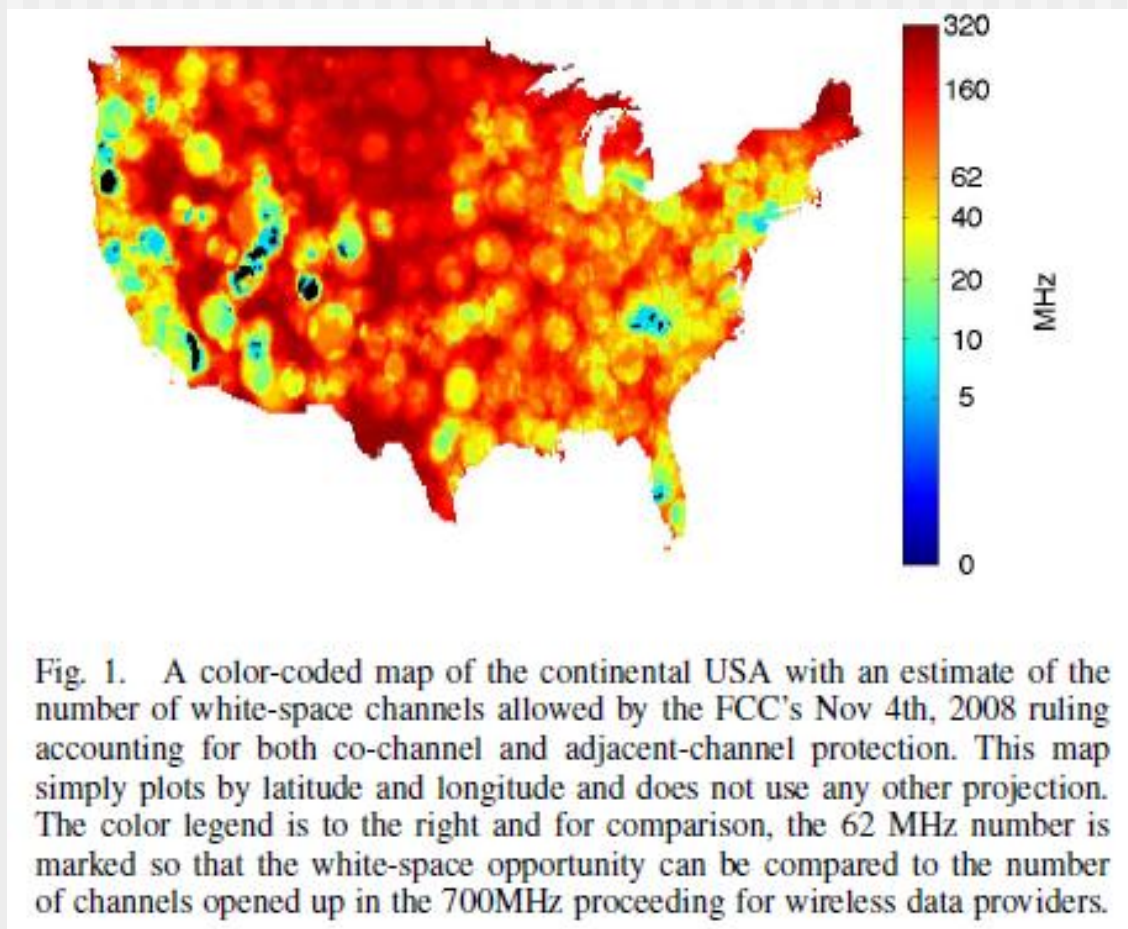 320
160
62
40
20
10
5
0
MHz
Fig. 1. A color-coded map of the continental USA with an estimate of the
number of white-space channels allowed by the FCC's Nov 4th, 2008 ruling
accounting for both co-channel and adjacent-channel protection. This map
simply plots by latitude and longitude and does not use any other projection.
The color legend is to the right and for comparison, the 62 MHz number is
marked so that the white-space opportunity can be compared to the number
of channels opened up in the 700MHz proceeding for wireless data providers.